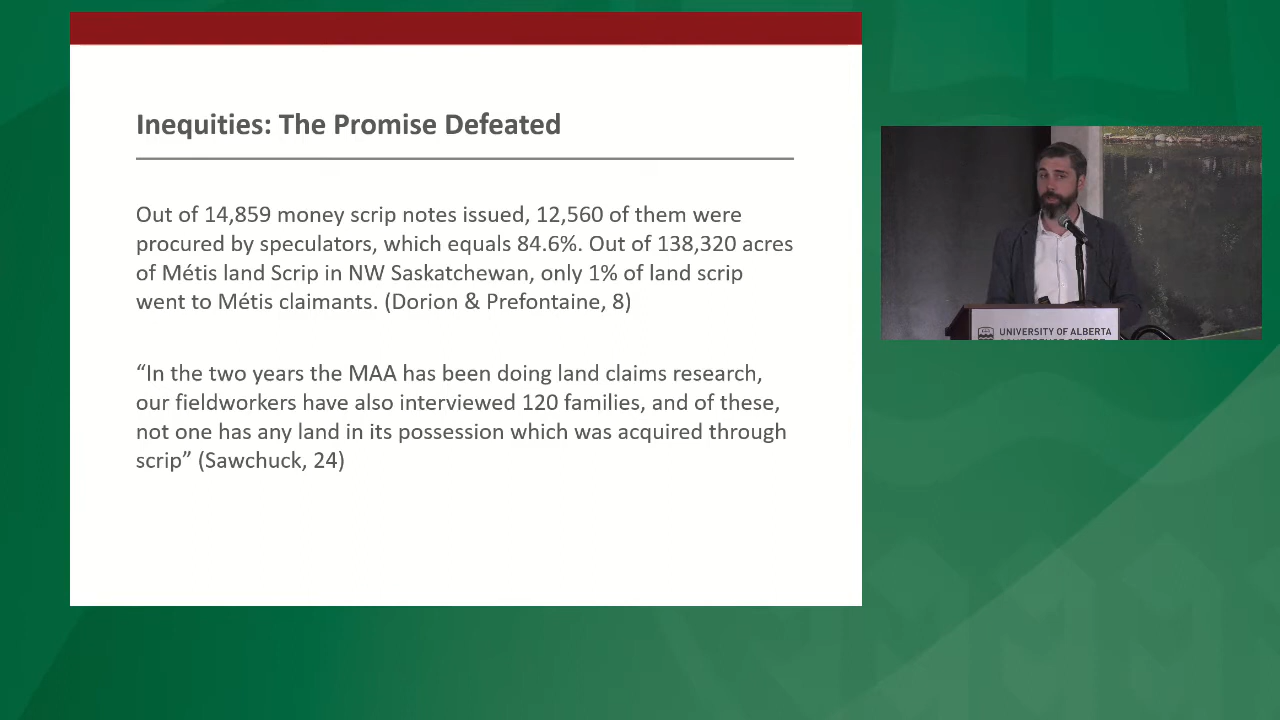 Inequities: The Promise Defeated
Out of 14,859 money scrip notes issued, 12,560 of them were
procured by speculators, which equals 84.6%. Out of 138,320 acres
of Métis land Scrip in NW Saskatchewan, only 1% of land scrip
went to Métis claimants. (Dorion & Prefontaine, 8)
“In the two years the MAA has been doing land claims research,
our fieldworkers have also interviewed 120 families, and of these,
not one has any land in its possession which was acquired through
scrip” (Sawchuck, 24)
UNIVERSITY OF ALBERTA